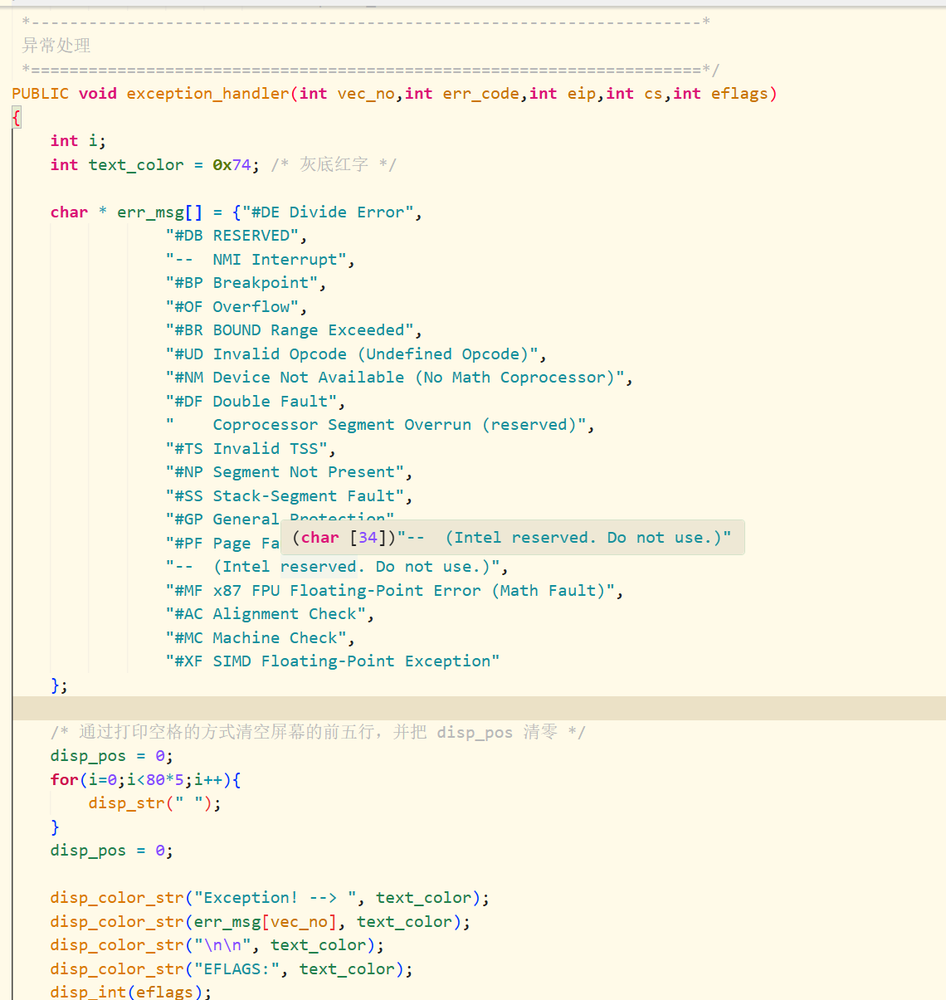 *----------------------------------------------------------------------*
异常处理
*======================================================================*/
PUBLIC void exception_handler(int vec_no,int err_code,int eip,int cs,int eflags)
{
    int i;
    int text_color = 0x74; /* 灰底红字 */

    char * err_msg[] = {"#DE Divide Error",
                "#DB RESERVED",
                "--  NMI Interrupt",
                "#BP Breakpoint",
                "#OF Overflow",
                "#BR BOUND Range Exceeded",
                "#UD Invalid Opcode (Undefined Opcode)",
                "#NM Device Not Available (No Math Coprocessor)",
                "#DF Double Fault",
                "    Coprocessor Segment Overrun (reserved)",
                "#TS Invalid TSS",
                "#NP Segment Not Present",
                "#SS Stack-Segment Fault",
                "#GP General Protection"
(char [34])"--  (Intel reserved. Do not use.)"
                "#PF Page Fa
                "--  (Intel reserved. Do not use.)",
                "#MF x87 FPU Floating-Point Error (Math Fault)",
                "#AC Alignment Check",
                "#MC Machine Check",
                "#XF SIMD Floating-Point Exception"
    };

    /* 通过打印空格的方式清空屏幕的前五行，并把 disp_pos 清零 */
    disp_pos = 0;
    for(i=0;i<80*5;i++){
        disp_str(" ");
    }
    disp_pos = 0;

    disp_color_str("Exception! --> ", text_color);
    disp_color_str(err_msg[vec_no], text_color);
    disp_color_str("\n\n", text_color);
    disp_color_str("EFLAGS:", text_color);
    disp_int(eflags);